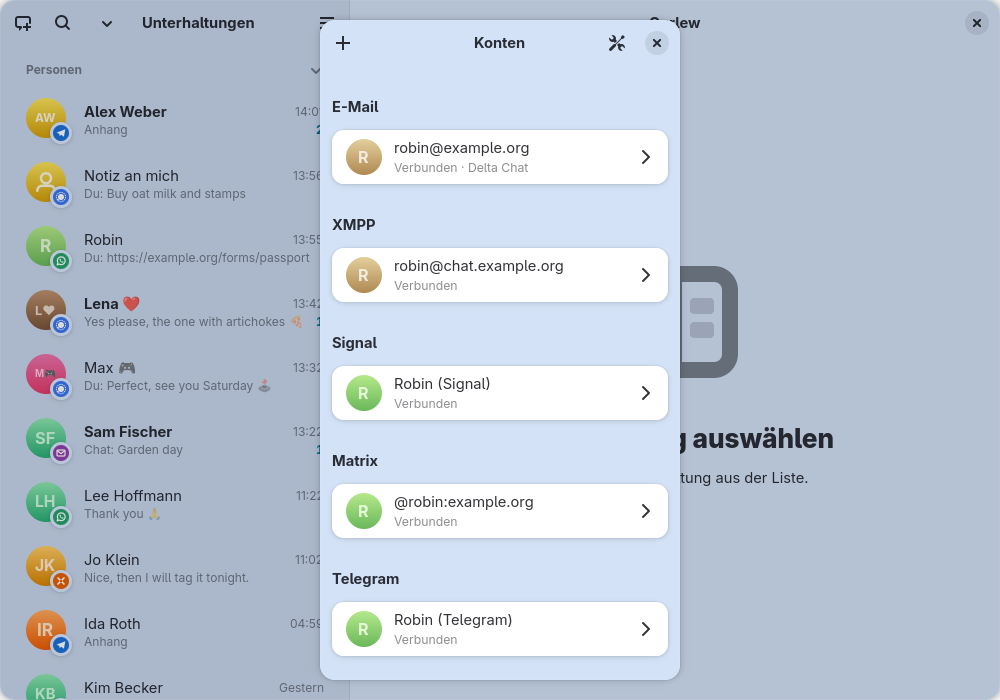 Unterhaltungen
Personen
AW
Alex Weber
Anhang
Notiz an mich
13:56
Du: Buy oat milk and stamps
R
Robin
13:55
Du: https://example.org/forms/passport
L❤
Lena ❤️
13:42
Yes please, the one with artichokes 🍕
M🎮
Max 🎮
13:32
Du: Perfect, see you Saturday 🕹️
SF
Sam Fischer
13:22
Chat: Garden day
LH
Lee Hoffmann
11:22
Thank you 🙏
JK
Jo Klein
11:02
Nice, then I will tag it tonight.
IR
Ida Roth
04:59
Anhang
KB
Kim Becker
Gestern
Konten
E-Mail
R
robin@example.org
Verbunden · Delta Chat
XMPP
R
robin@chat.example.org
Verbunden
Signal
R
Robin (Signal)
Verbunden
Matrix
R
@robin:example.org
Verbunden
Telegram
R
Robin (Telegram)
Verbunden
auswählen
aus der Liste.